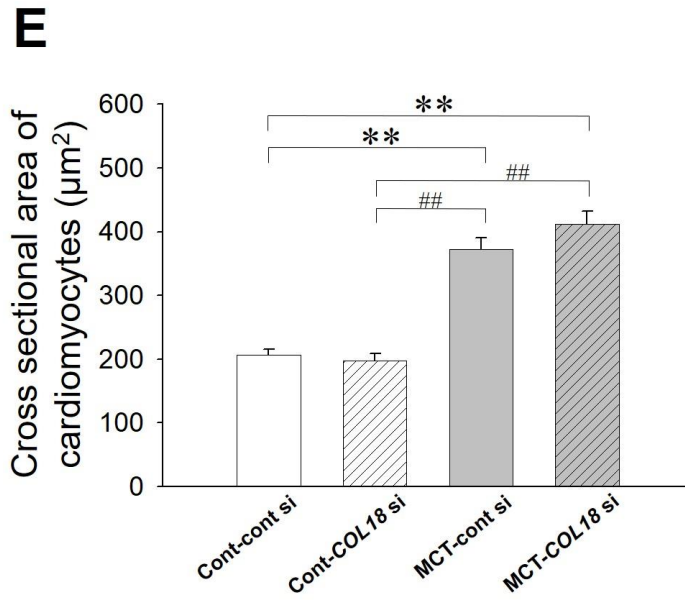 E
Cross sectional area of
cardiomyocytes (µm²)
600
500
400
300
200
100
0
**
**
##
##
Cont-cont si
Cont-COL18 si
MCT-cont si
MCT-COL18 si